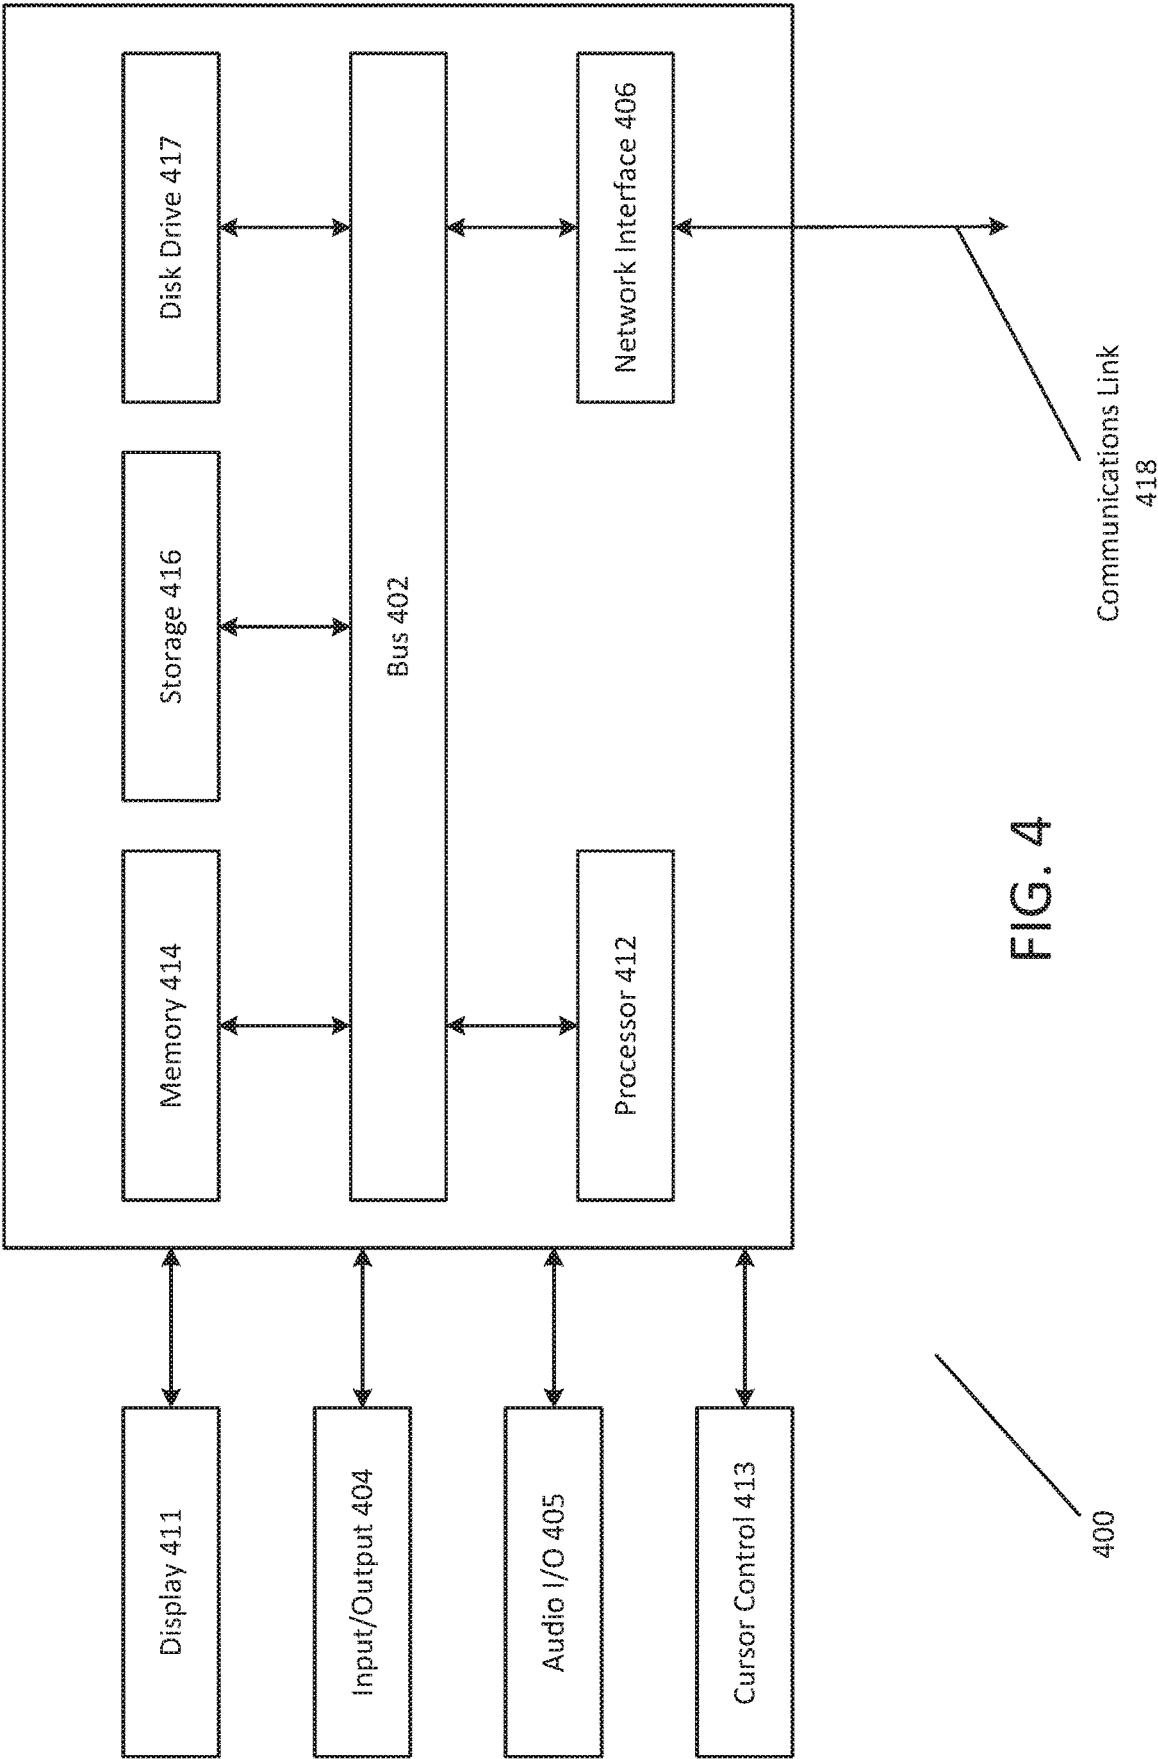 Display 411
Input/Output 404
Audio I/O 405
Cursor Control 413
Memory 414
Storage 416
Disk Drive 417
Bus 402
Processor 412
Network Interface 406
Communications Link
418
400
FIG. 4